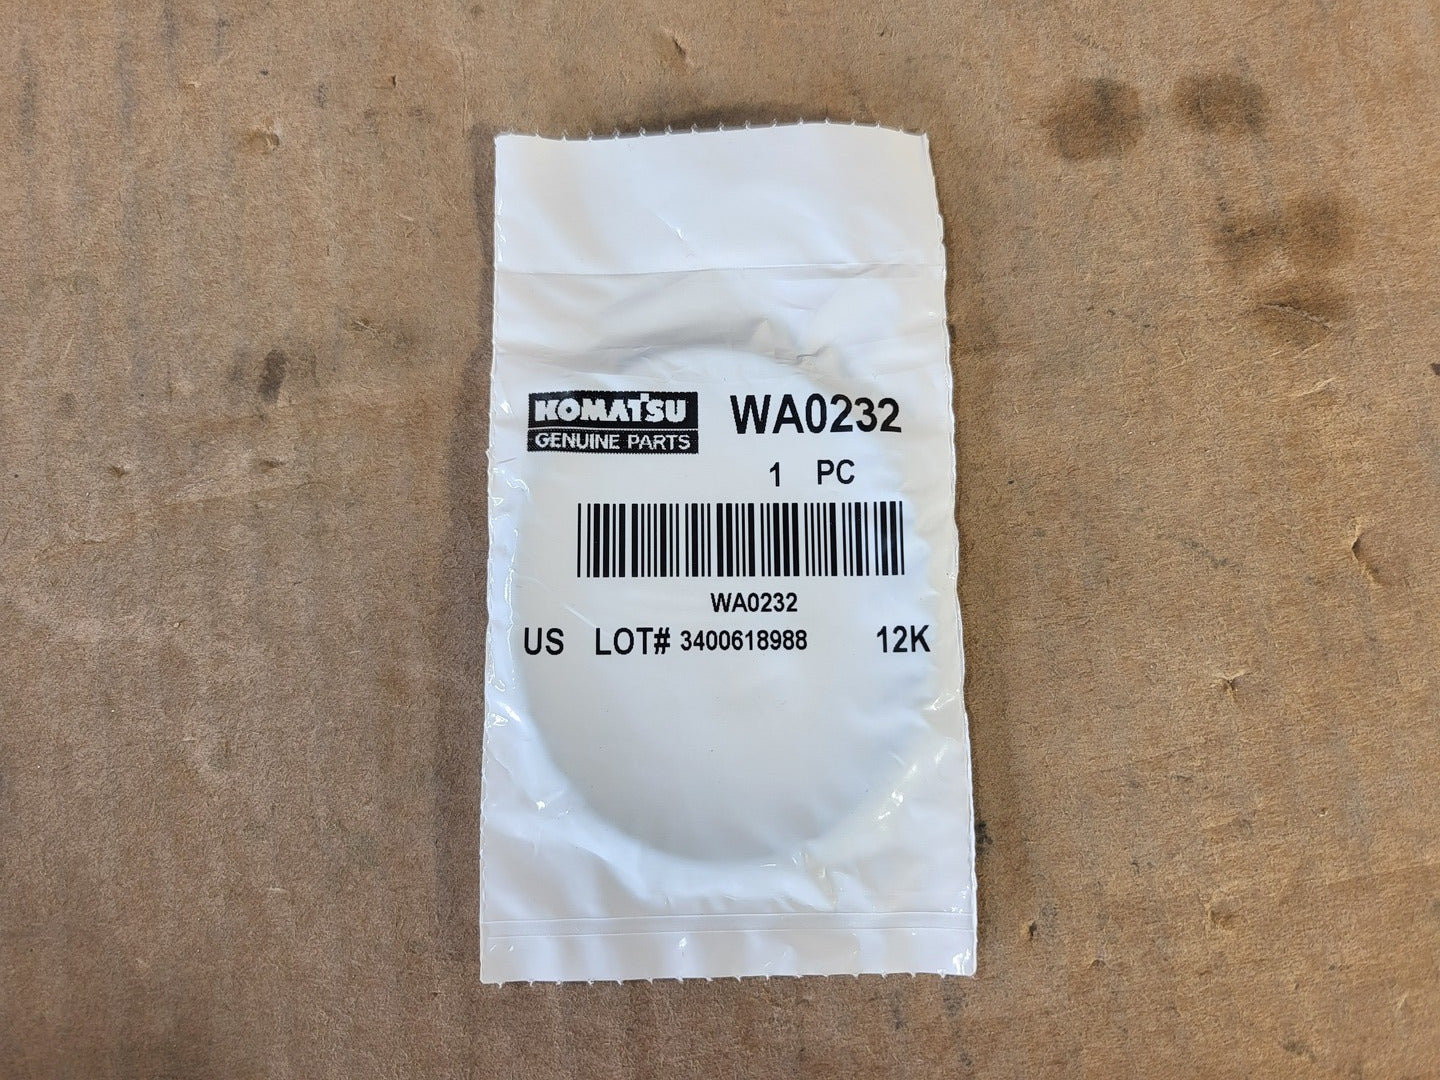 KOMATSU
GENUINE PARTS
WA0232
1 PC
WA0232
US LOT# 3400618988 12K